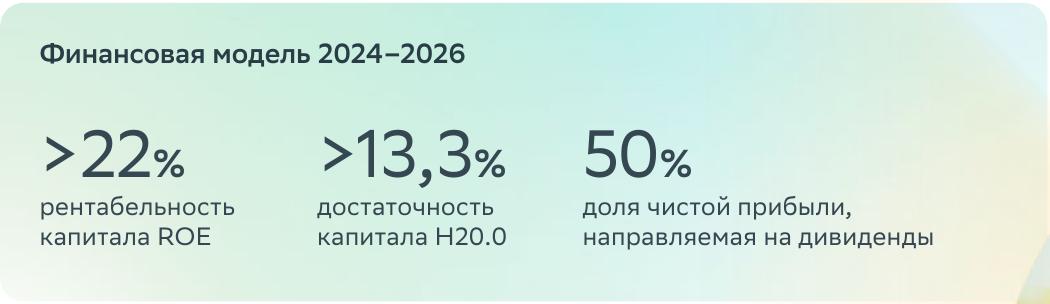 Финансовая модель 2024–2026
>22%
рентабельность
капитала ROE
>13,3%
достаточность
капитала Н20.0
50%
доля чистой прибыли,
направляемая на дивиденды